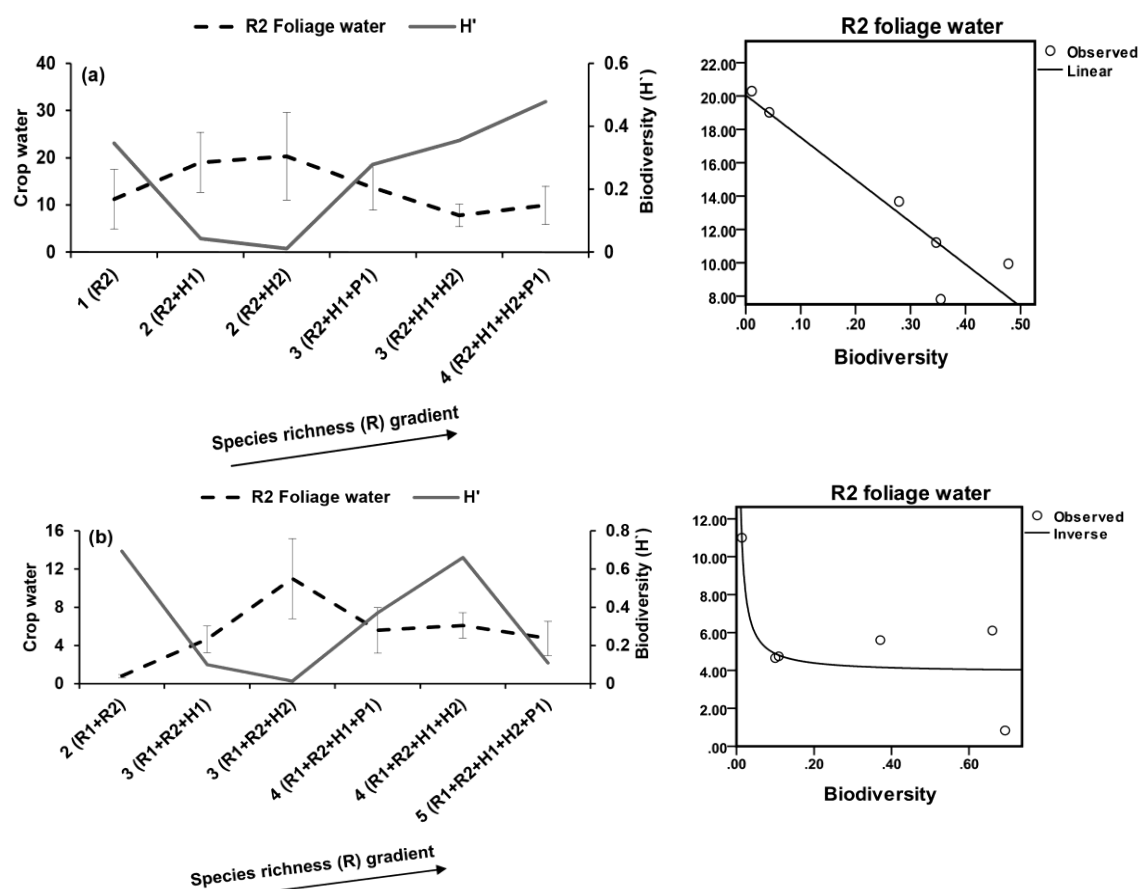 R2 Foliage water H'
(a)
Crop water
40
30
20
10
0
0.6
0.4
0.2
0
Biodiversity (H`)
1 (R2)
2 (R2+H1)
2 (R2+H2)
3 (R2+H1+P1)
3 (R2+H1+H2)
4 (R2+H1+H2+P1)
Species richness (R) gradient
R2 foliage water
Observed
Linear
22.00
20.00
18.00
16.00
14.00
12.00
10.00
8.00
.00 .10 .20 .30 .40 .50
Biodiversity
R2 Foliage water H'
(b)
Crop water
16
12
8
4
0
0.8
0.6
0.4
0.2
0
Biodiversity (H`)
2 (R1+R2)
3 (R1+R2+H1)
3 (R1+R2+H2)
4 (R1+R2+H1+P1)
4 (R1+R2+H1+H2)
5 (R1+R2+H1+H2+P1)
Species richness (R) gradient
R2 foliage water
Observed
Inverse
12.00
10.00
8.00
6.00
4.00
2.00
.00
.00 .20 .40 .60
Biodiversity